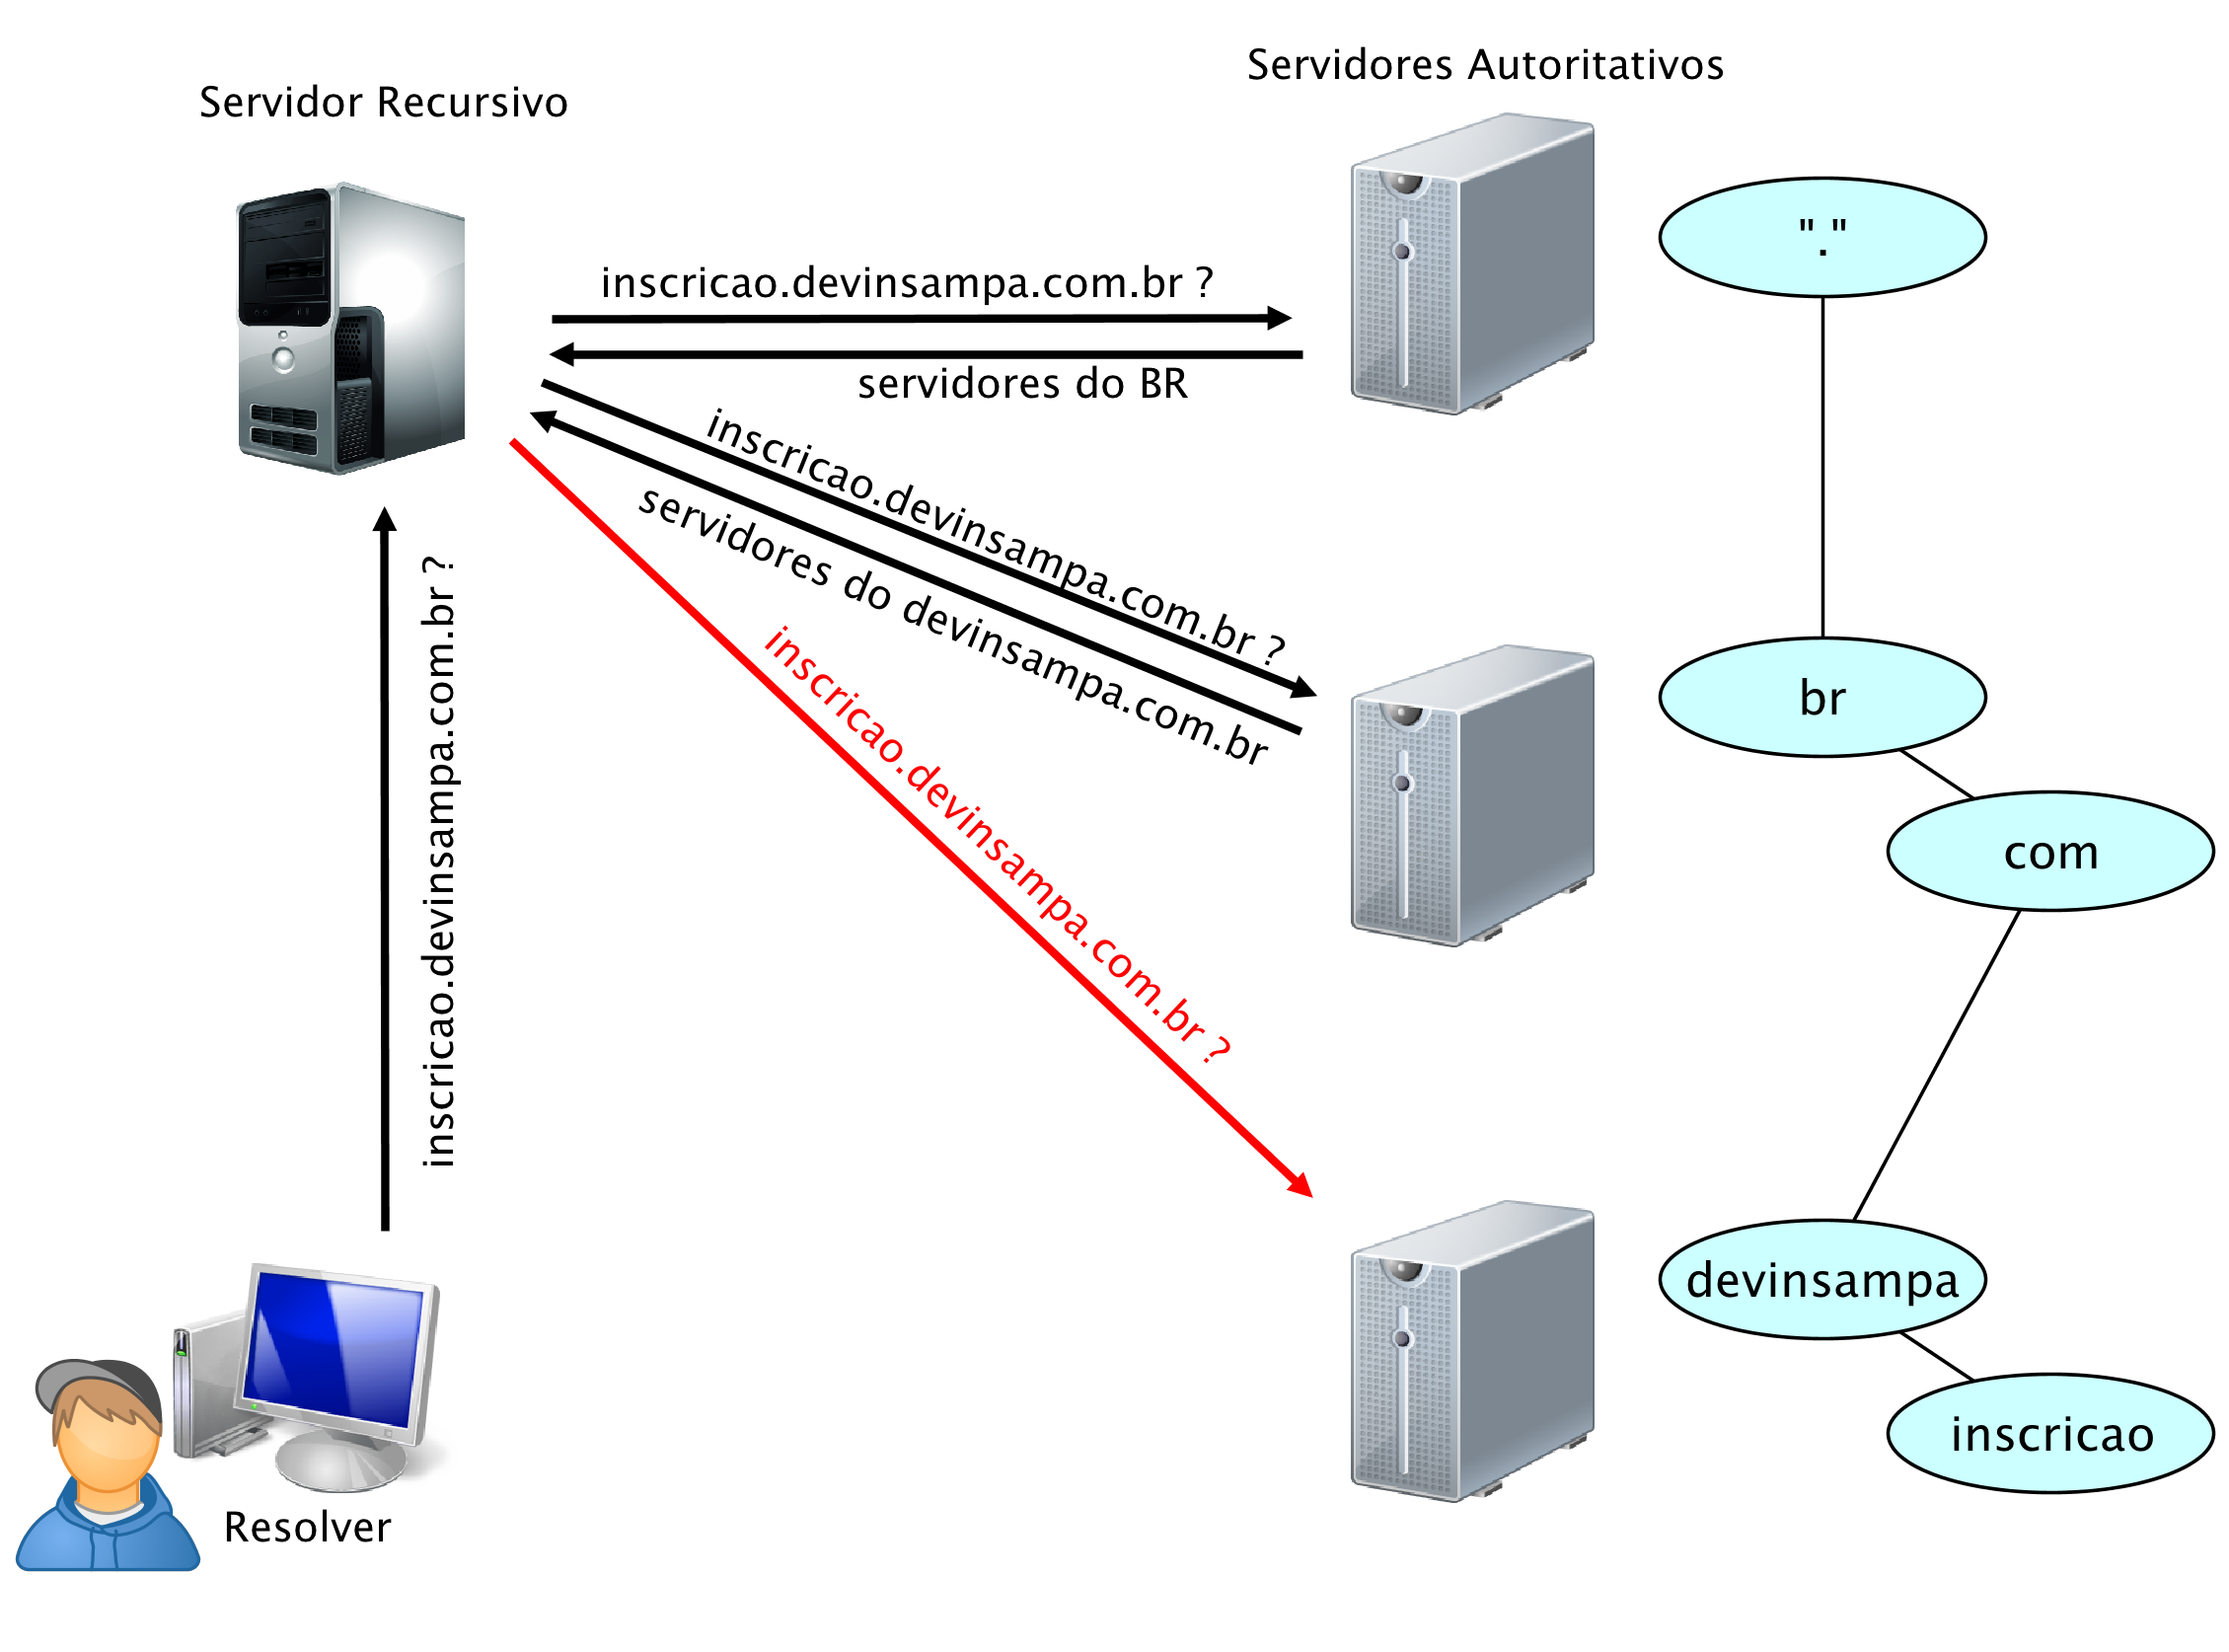 Servidores Autoritativos
Servidor Recursivo
"."
inscricao.devinsampa.com.br ?
servidores do BR
inscricao.devinsampa.com.br ?
servidores do devinsampa.com.br
inscricao.devinsampa.com.br ?
inscricao.devinsampa.com.br ?
br
com
devinsampa
inscricao
Resolver